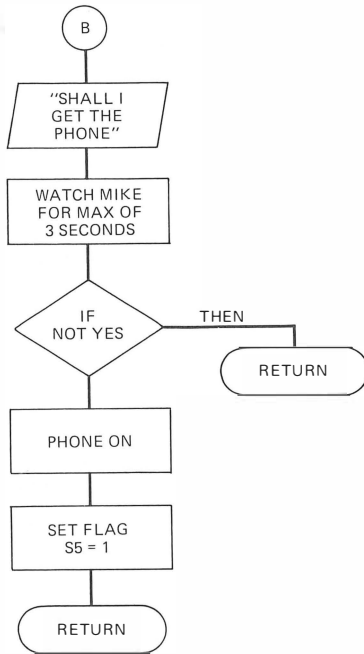 B
"SHALL I
GET THE
PHONE"
WATCH MIKE
FOR MAX OF
3 SECONDS
IF
NOT YES
THEN
RETURN
PHONE ON
SET FLAG
S5 = 1
RETURN